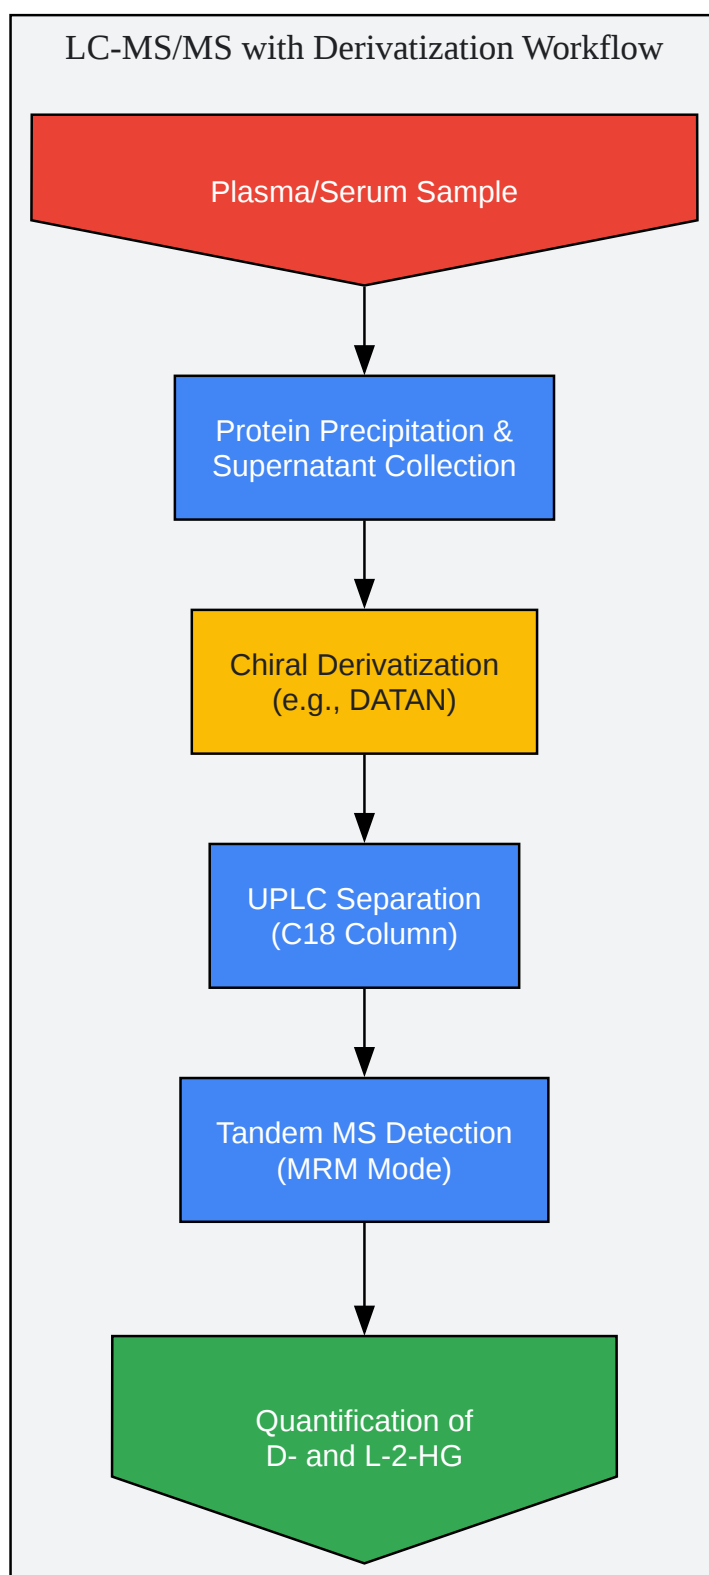 LC-MS/MS with Derivatization Workflow
Plasma/Serum Sample
Protein Precipitation &
Supernatant Collection
Chiral Derivatization
(e.g., DATAN)
UPLC Separation
(C18 Column)
Tandem MS Detection
(MRM Mode)
Quantification of
D- and L-2-HG